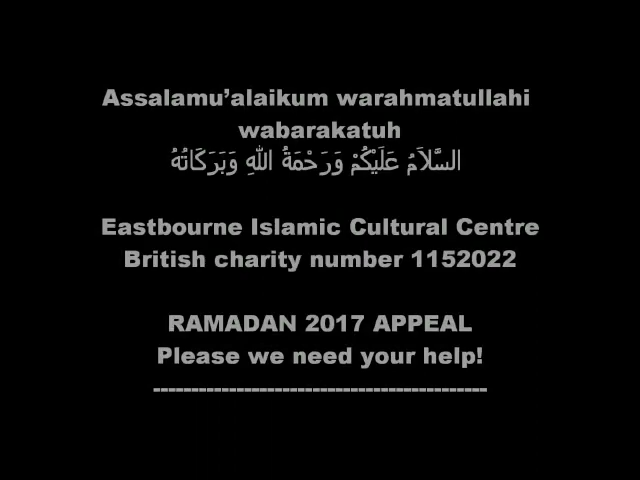 Assalamu’alaikum warahmatullahi
wabarakatuh
السَّلاَمُ عَلَيْكُمْ وَرَحْمَةُ اللهِ وَبَرَكَاتُهُ
Eastbourne Islamic Cultural Centre
British charity number 1152022
RAMADAN 2017 APPEAL
Please we need your help!
--------------------------------------------